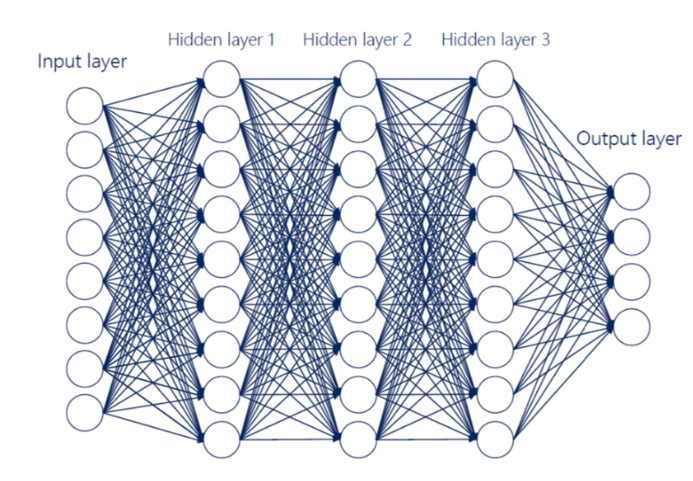 Hidden layer 1
Hidden layer 2
Hidden layer 3
Input layer
Output layer